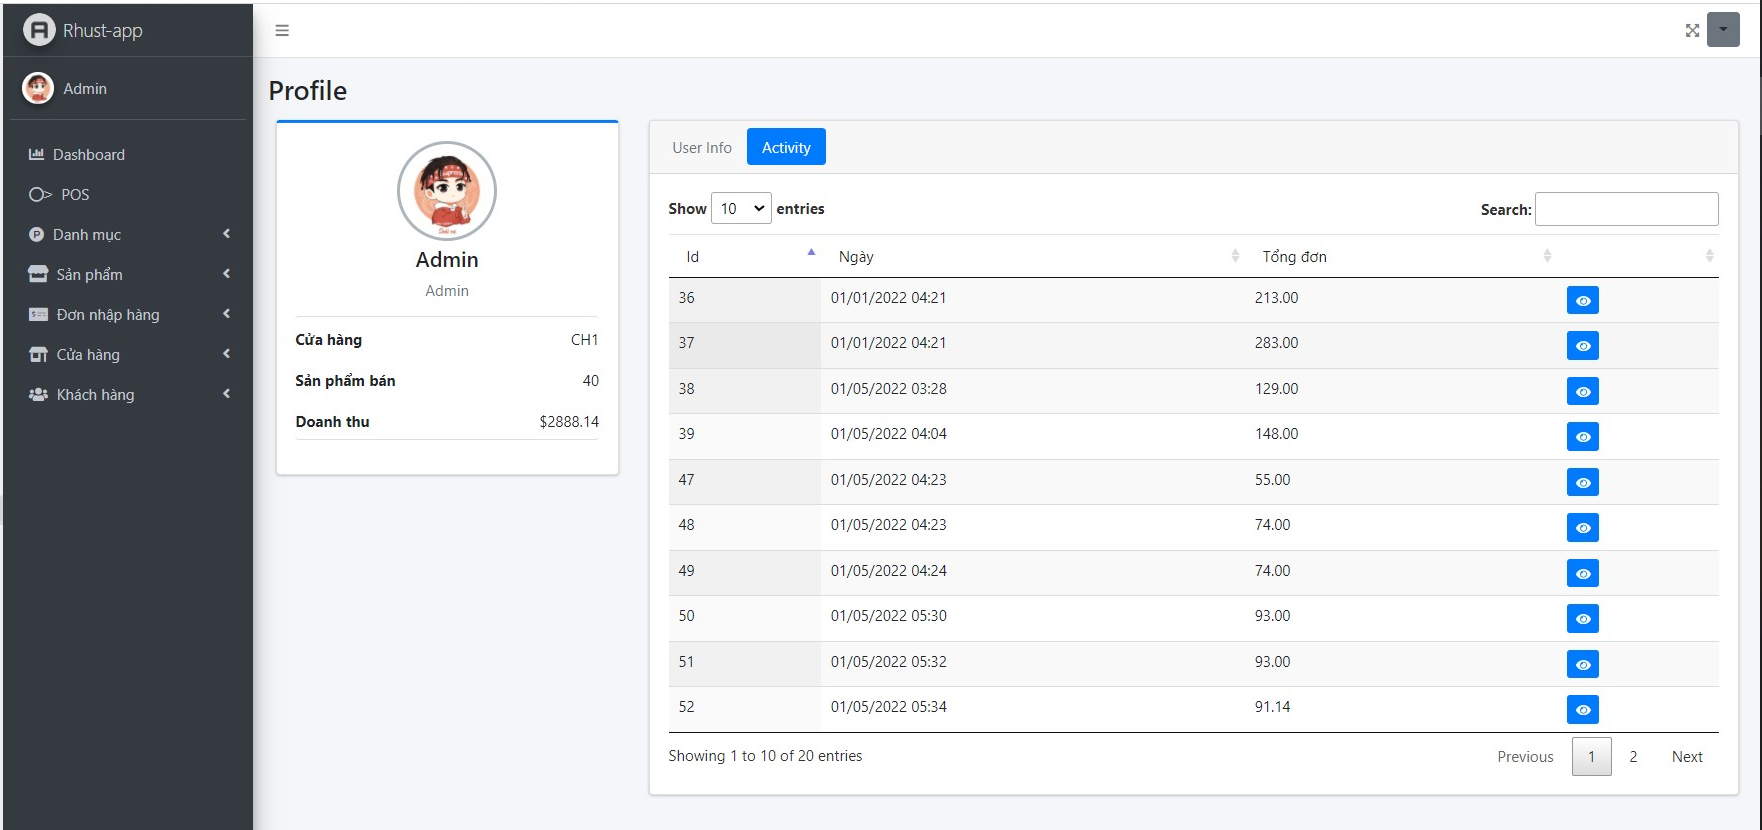 Rhust-app
Admin
Dashboard
POS
Danh mục
Sản phẩm
Đơn nhập hàng
Cửa hàng
Khách hàng
Profile
Admin
Admin
Cửa hàng CH1
Sản phẩm bán 40
Doanh thu $2888.14
User Info Activity
Show 10 entries Search:
Id Ngày Tổng đơn
36 01/01/2022 04:21 213.00
37 01/01/2022 04:21 283.00
38 01/05/2022 03:28 129.00
39 01/05/2022 04:04 148.00
47 01/05/2022 04:23 55.00
48 01/05/2022 04:23 74.00
49 01/05/2022 04:24 74.00
50 01/05/2022 05:30 93.00
51 01/05/2022 05:32 93.00
52 01/05/2022 05:34 91.14
Showing 1 to 10 of 20 entries Previous 1 2 Next